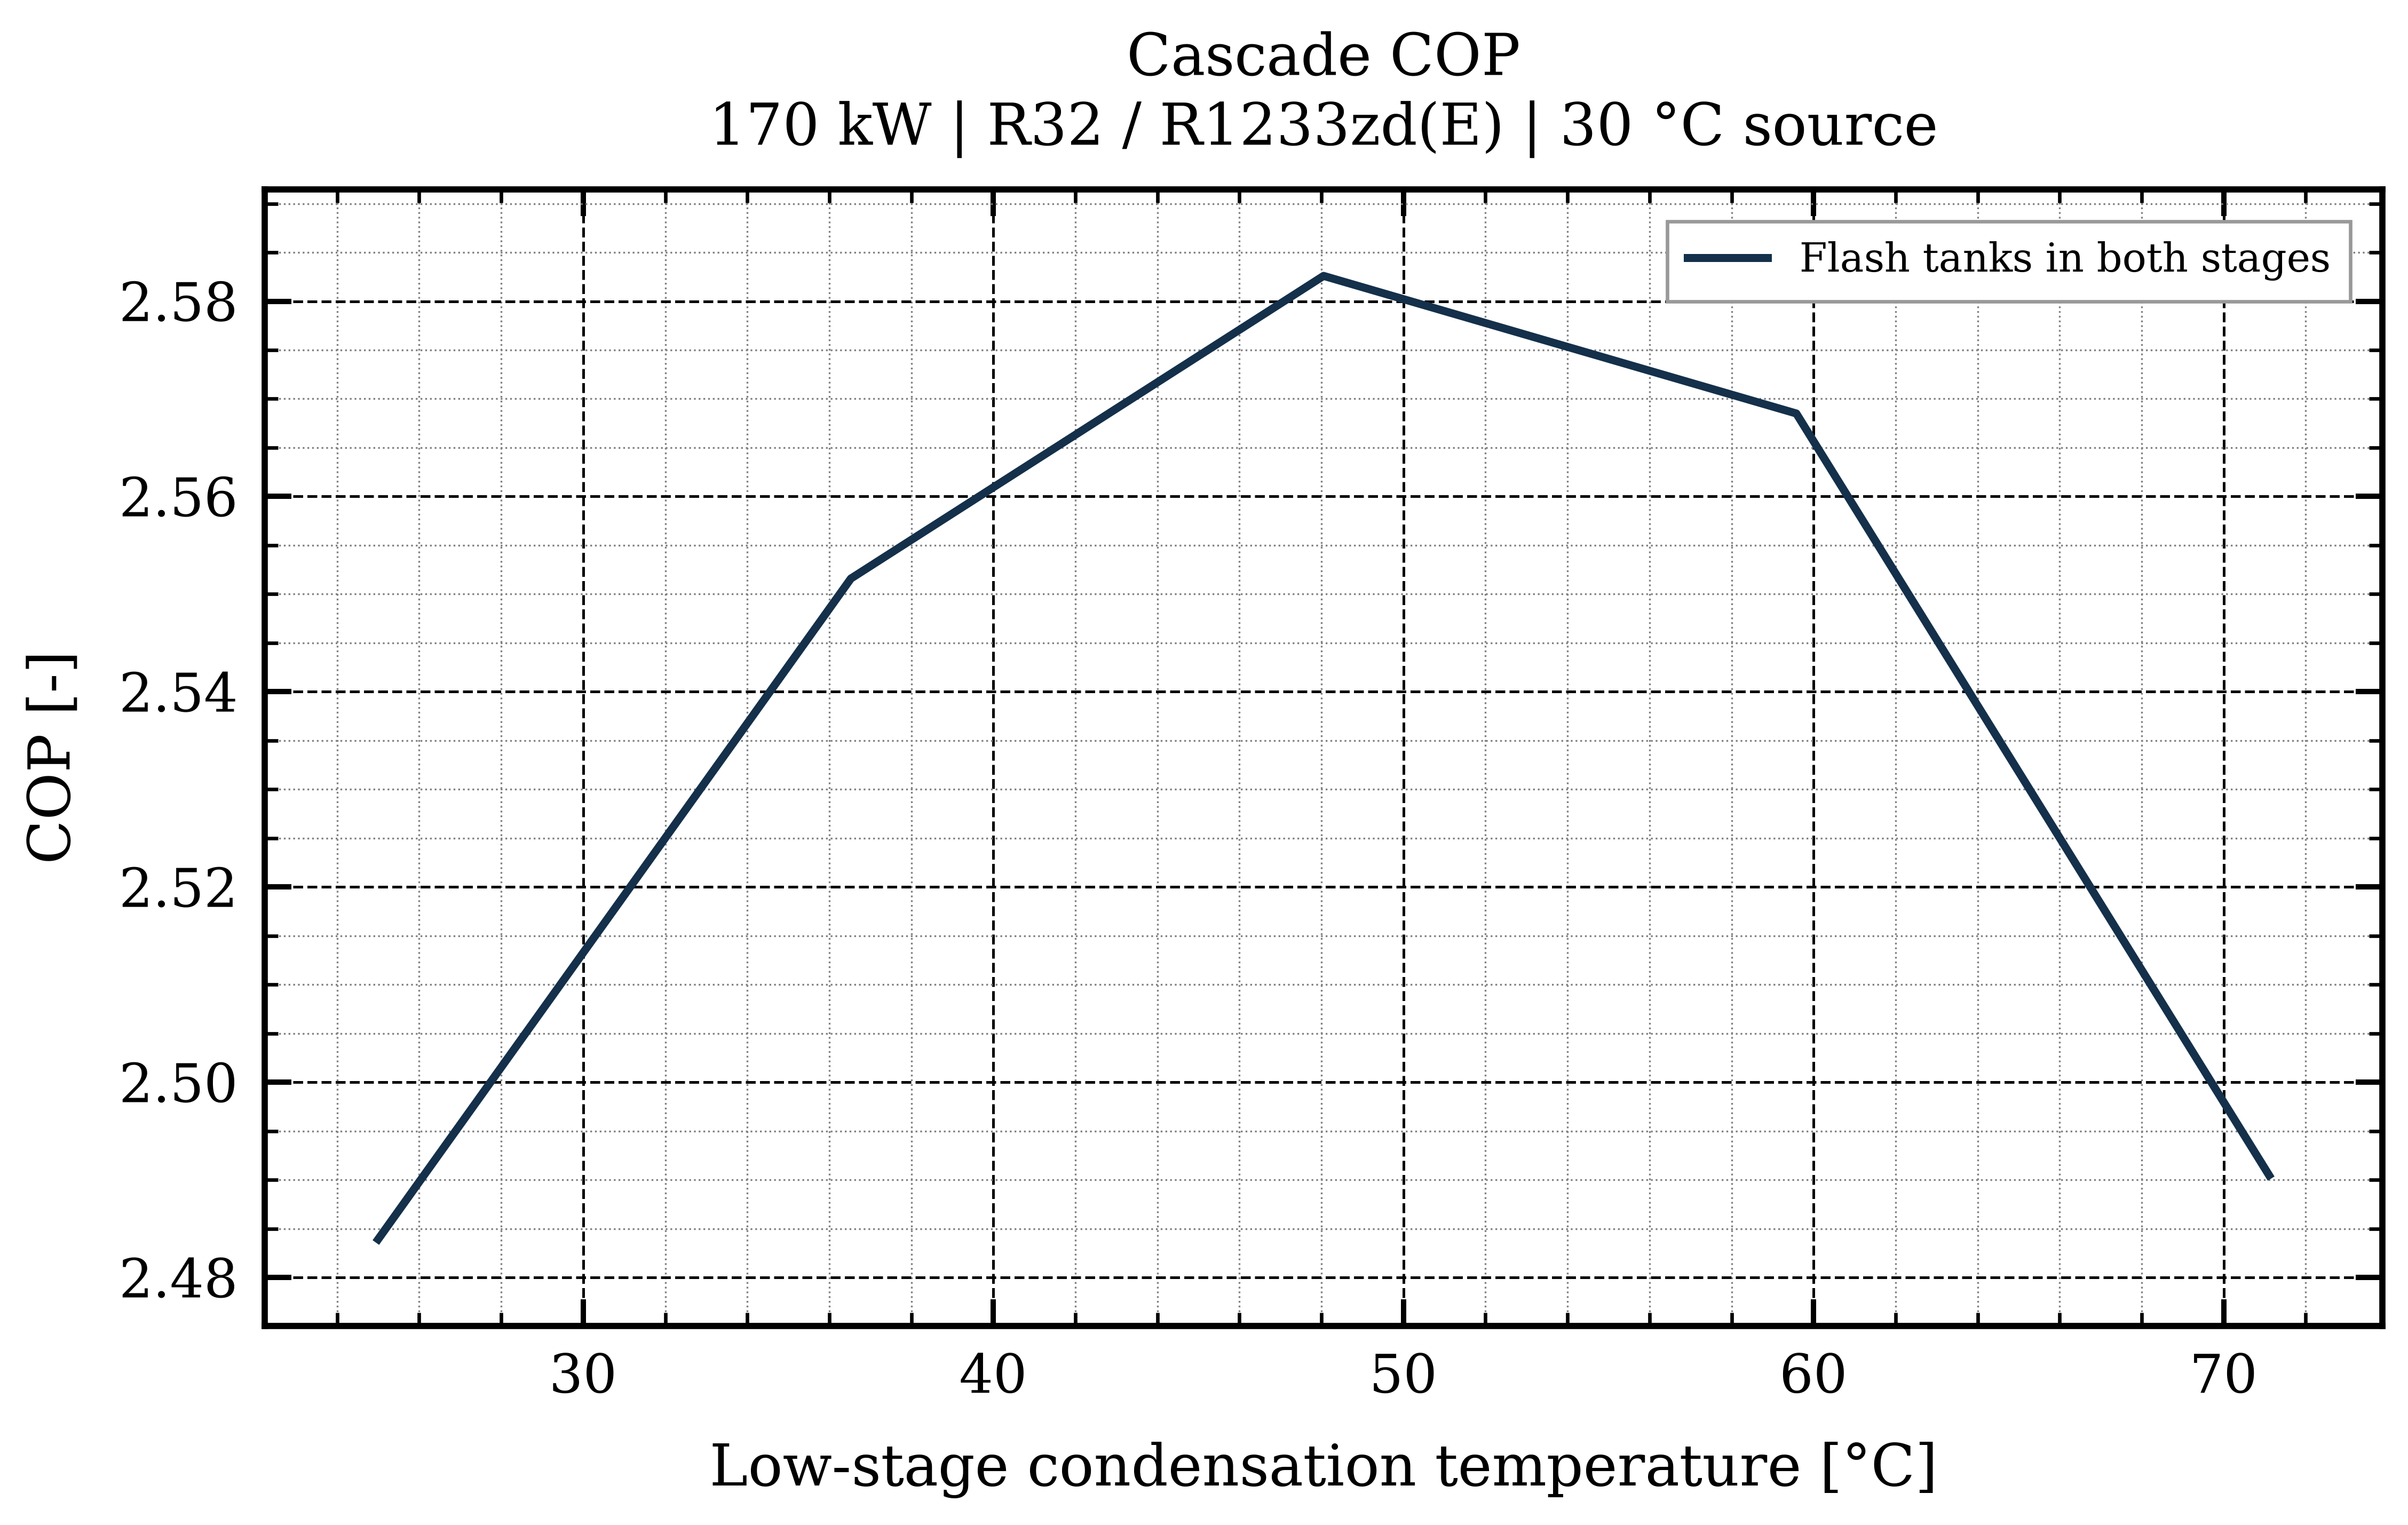 Cascade COP
170 kW | R32 / R1233zd(E) | 30 °C source
Flash tanks in both stages
COP [-]
2.58
2.56
2.54
2.52
2.50
2.48
30 40 50 60 70
Low-stage condensation temperature [°C]